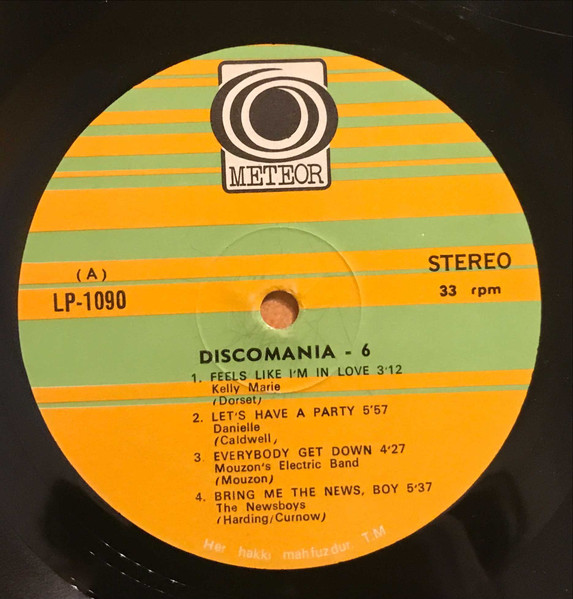 METEOR
(A)
LP-1090
STEREO
33 rpm
DISCOMANIA - 6
1. FEELS LIKE I'M IN LOVE 3'12
Kelly Marie
(Dorset)
2. LET'S HAVE A PARTY 5'57
Danielle
(Caldwell,
3. EVERYBODY GET DOWN 4'27
Mouzon's Electric Band
(Mouzon)
4. BRING ME THE NEWS, BOY 5'37
The Newsboys
(Harding/Curnow)
Her hakkı mahfuzdur. T.M